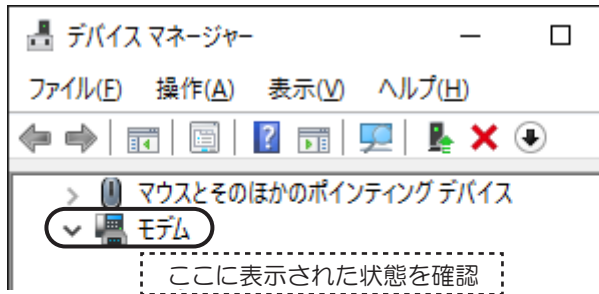 デバイス マネージャー
ファイル(F) 操作(A) 表示(V) ヘルプ(H)
マウスとそのほかのポインティング デバイス
モデム
ここに表示された状態を確認